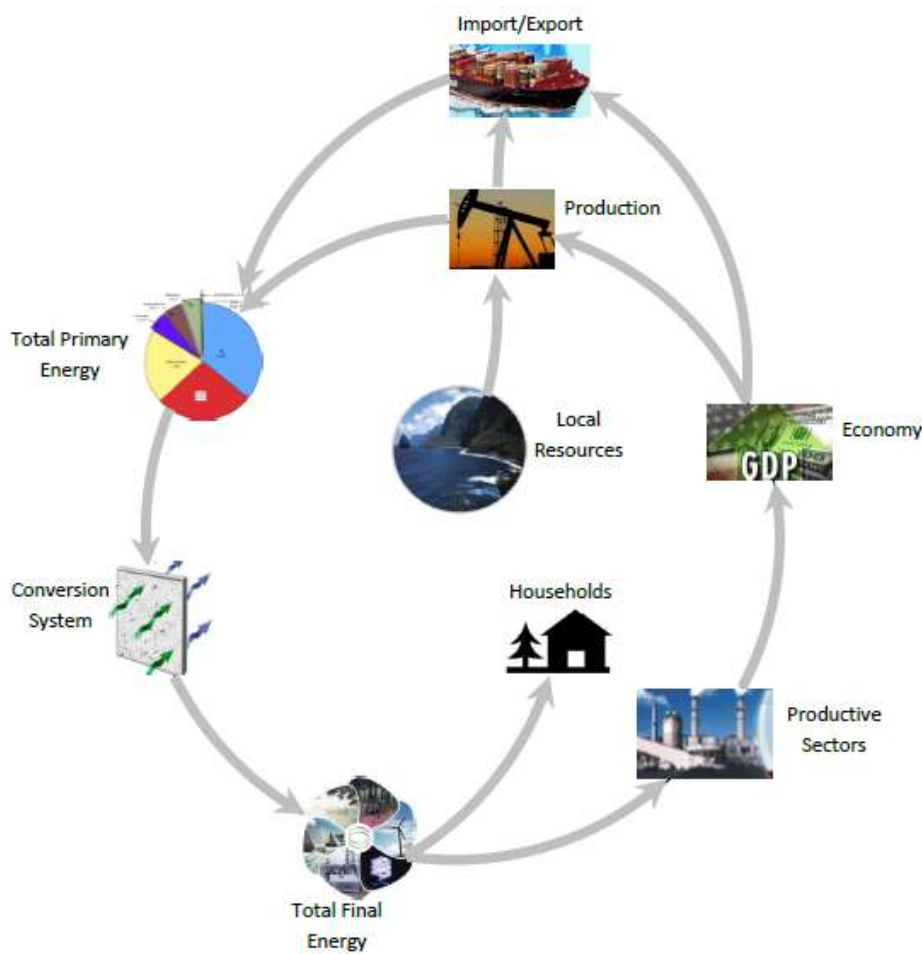 Import/Export
Production
Total Primary
Energy
Local
Resources
Economy
GDP
Conversion
System
Households
Productive
Sectors
Total Final
Energy